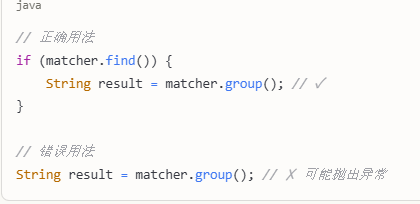 java
// 正确用法
if (matcher.find()) {
    String result = matcher.group(); // ✓
}
// 错误用法
String result = matcher.group(); // ✗ 可能抛出异常